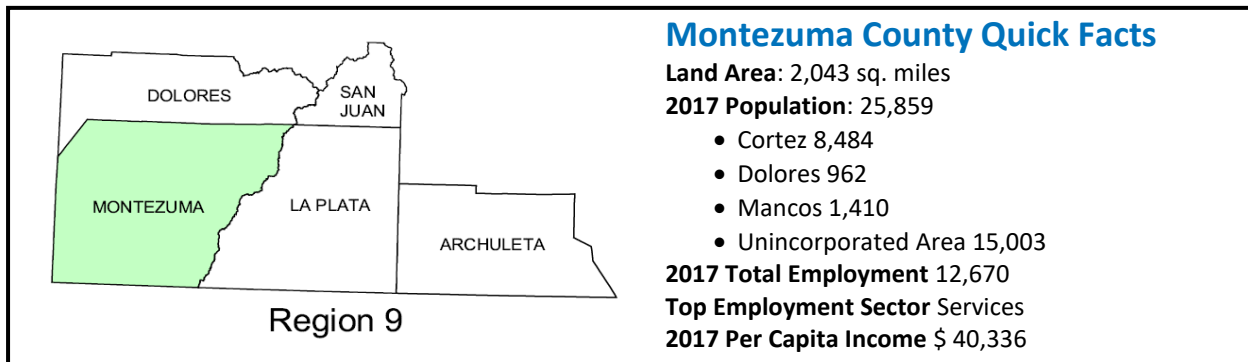 DOLORES
SAN
JUAN
MONTEZUMA
LA PLATA
ARCHULETA
Region 9
Montezuma County Quick Facts
Land Area: 2,043 sq. miles
2017 Population: 25,859
• Cortez 8,484
• Dolores 962
• Mancos 1,410
• Unincorporated Area 15,003
2017 Total Employment 12,670
Top Employment Sector Services
2017 Per Capita Income $ 40,336